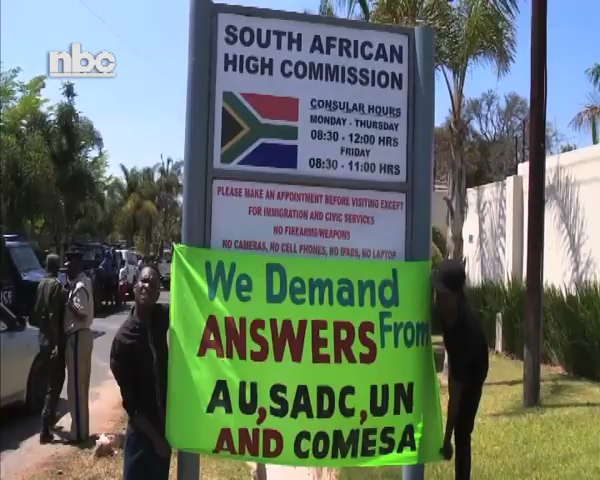 nbc
SOUTH AFRICAN
HIGH COMMISSION
CONSULAR HOURS
MONDAY - THURSDAY
08:30 - 12:00 HRS
FRIDAY
08:30 - 11:00 HRS
PLEASE MAKE AN APPOINTMENT BEFORE VISITING EXCEPT
FOR IMMIGRATION AND CIVIC SERVICES
NO FIREARMS/WEAPONS
NO CAMERAS, NO CELL PHONES, NO IPADS, NO LAPTOP
We Demand
ANSWERS From
AU,SADC,UN
AND COMESA